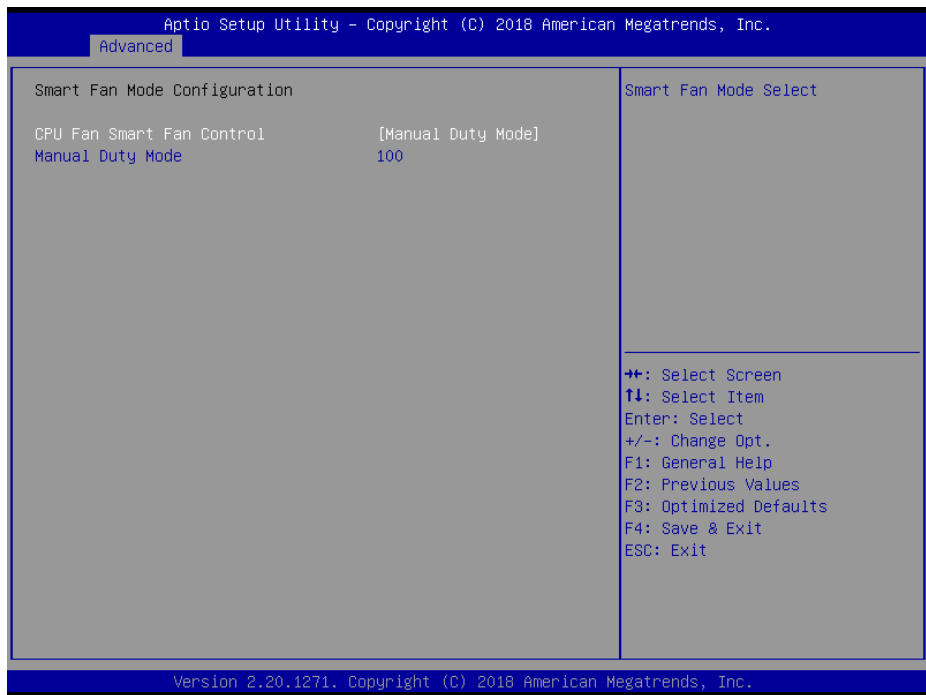 Aptio Setup Utility – Copyright (C) 2018 American Megatrends, Inc.
Advanced
Smart Fan Mode Configuration
CPU Fan Smart Fan Control [Manual Duty Mode]
Manual Duty Mode 100
Smart Fan Mode Select
→←: Select Screen
↑↓: Select Item
Enter: Select
+/-: Change Opt.
F1: General Help
F2: Previous Values
F3: Optimized Defaults
F4: Save & Exit
ESC: Exit
Version 2.20.1271. Copyright (C) 2018 American Megatrends, Inc.